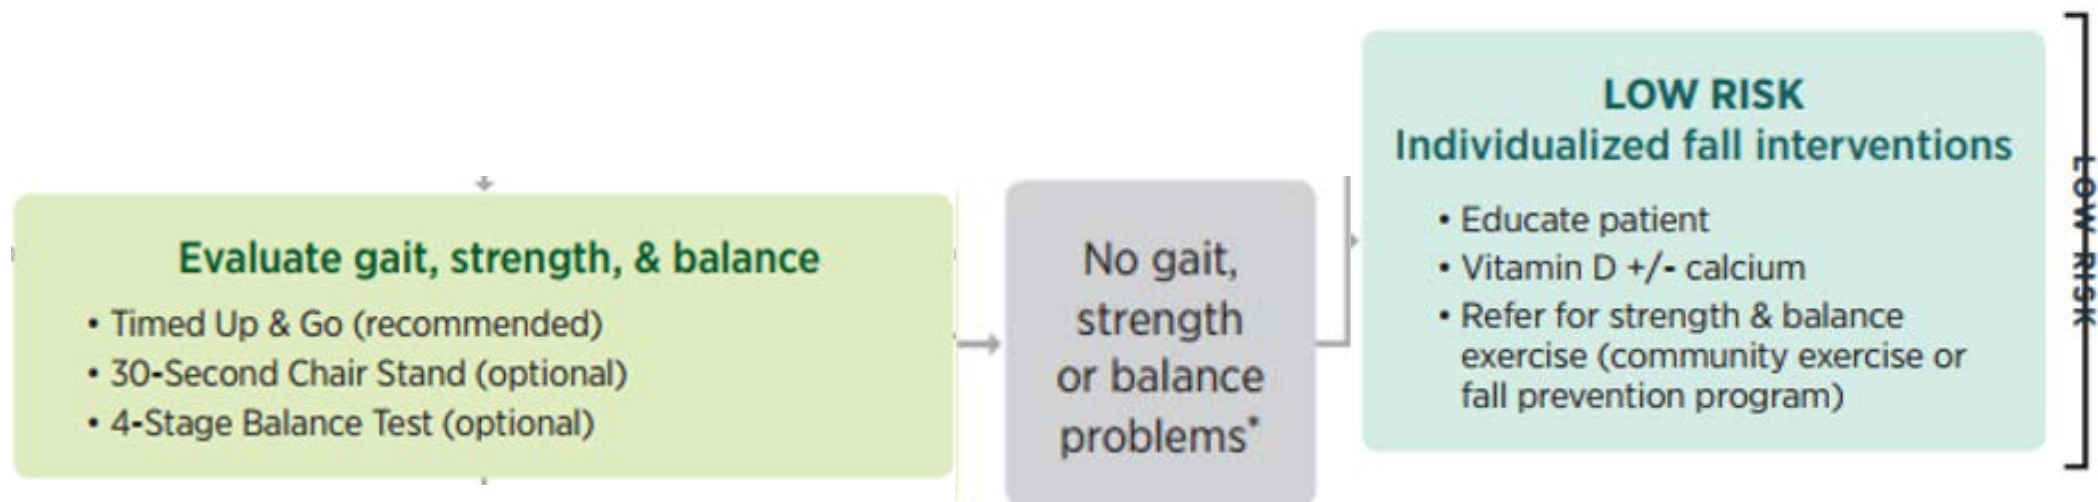 Evaluate gait, strength, & balance
• Timed Up & Go (recommended)
• 30-Second Chair Stand (optional)
• 4-Stage Balance Test (optional)
No gait,
strength
or balance
problems*
LOW RISK
Individualized fall interventions
• Educate patient
• Vitamin D +/- calcium
• Refer for strength & balance
exercise (community exercise or
fall prevention program)
LOW RISK